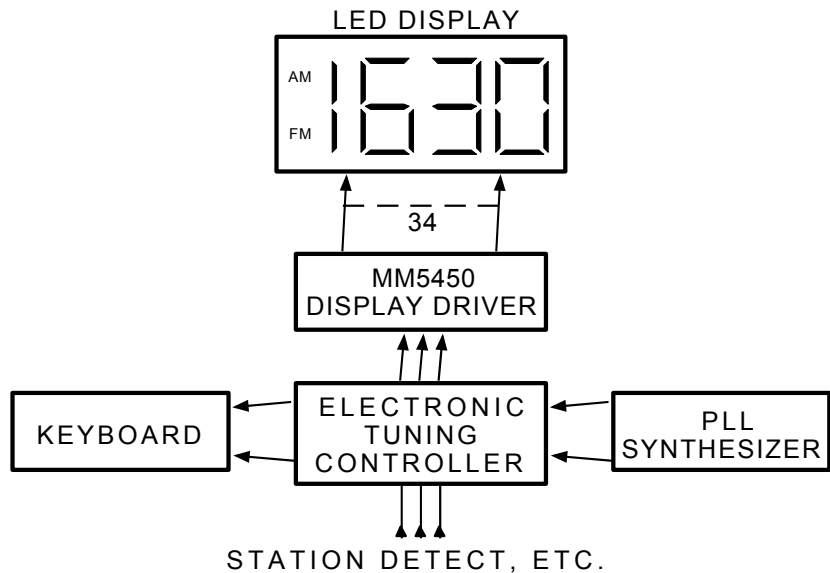 LED DISPLAY
AM
1630
FM
34
MM5450
DISPLAY DRIVER
KEYBOARD
ELECTRONIC
TUNING
CONTROLLER
PLL
SYNTHESIZER
STATION DETECT, ETC.